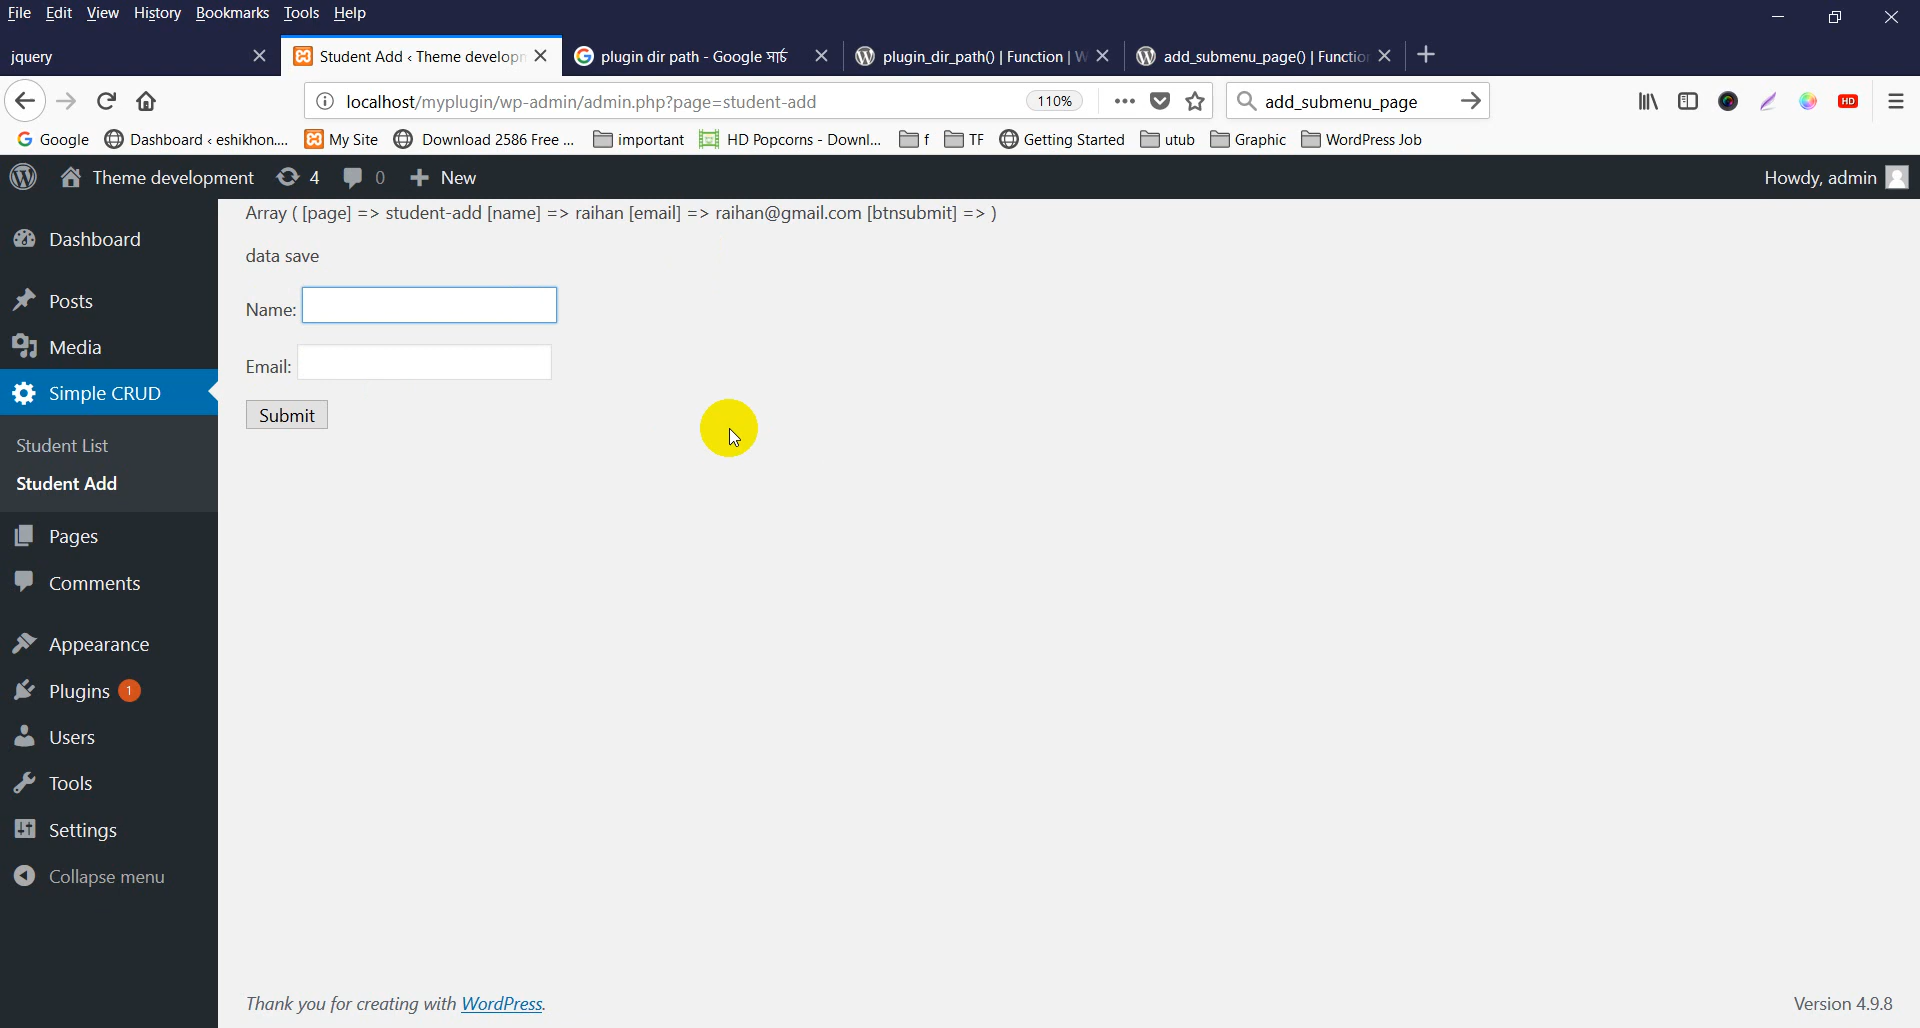 File Edit View History Bookmarks Tools Help
jquery
Student Add ‹ Theme develop
plugin dir path - Google সার্চ
plugin_dir_path() | Function | W
add_submenu_page() | Function
localhost/myplugin/wp-admin/admin.php?page=student-add
110%
add_submenu_page
HD
Google Dashboard ‹ eshikhon.... My Site Download 2586 Free ... important HD Popcorns - Downl... f TF Getting Started utub Graphic WordPress Job
Theme development 4 0 New Howdy, admin
Array ( [page] => student-add [name] => raihan [email] => raihan@gmail.com [btnsubmit] => )
data save
Name:
Email:
Submit
Dashboard
Posts
Media
Simple CRUD
Student List
Student Add
Pages
Comments
Appearance
Plugins 1
Users
Tools
Settings
Collapse menu
Thank you for creating with WordPress.
Version 4.9.8